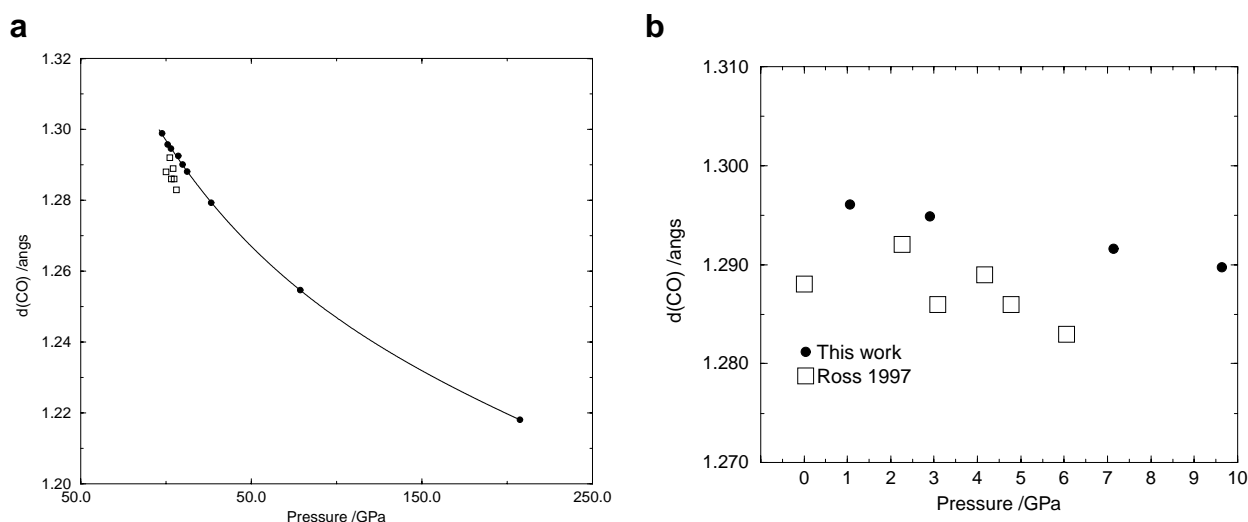 a
1.32
1.30
1.28
1.26
1.24
1.22
1.20
d(CO) /angs
50.0 50.0 150.0 250.0
Pressure /GPa
b
1.310
1.300
1.290
1.280
1.270
d(CO) /angs
This work
Ross 1997
0 1 2 3 4 5 6 7 8 9 10
Pressure /GPa